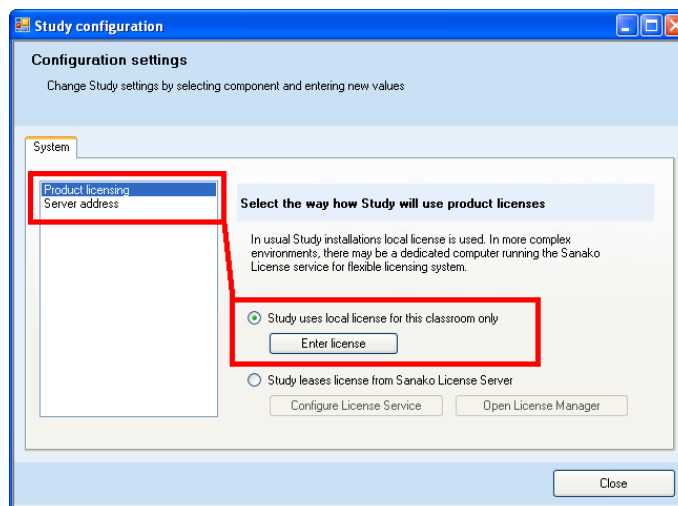 Study configuration
Configuration settings
Change Study settings by selecting component and entering new values
System
Product licensing
Server address
Select the way how Study will use product licenses
In usual Study installations local license is used. In more complex
environments, there may be a dedicated computer running the Sanako
License service for flexible licensing system.
Study uses local license for this classroom only
Enter license
Study leases license from Sanako License Server
Configure License Service
Open License Manager
Close